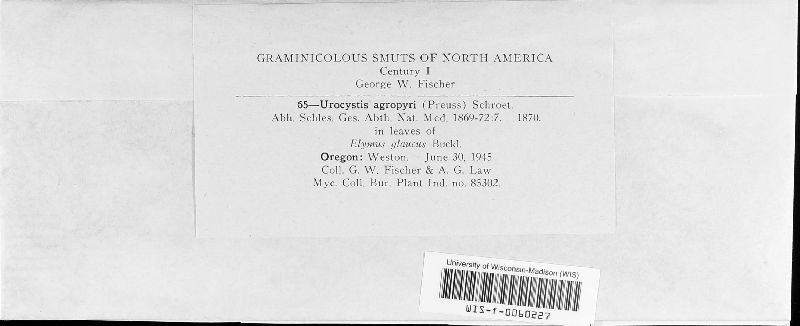 GRAMINICOLOUS SMUTS OF NORTH AMERICA
Century I
George W. Fischer
65—Urocystis agropyri (Preuss) Schroet.
Abh. Schles. Ges. Abth. Nat. Med. 1869-72:7. 1870.
in leaves of
Elymus glaucus Buckl.
Oregon: Weston. June 30, 1945
Coll. G. W. Fischer & A. G. Law
Myc. Coll. Bur. Plant Ind. no. 85302.
University of Wisconsin-Madison (WIS)
WIS-f-0060227